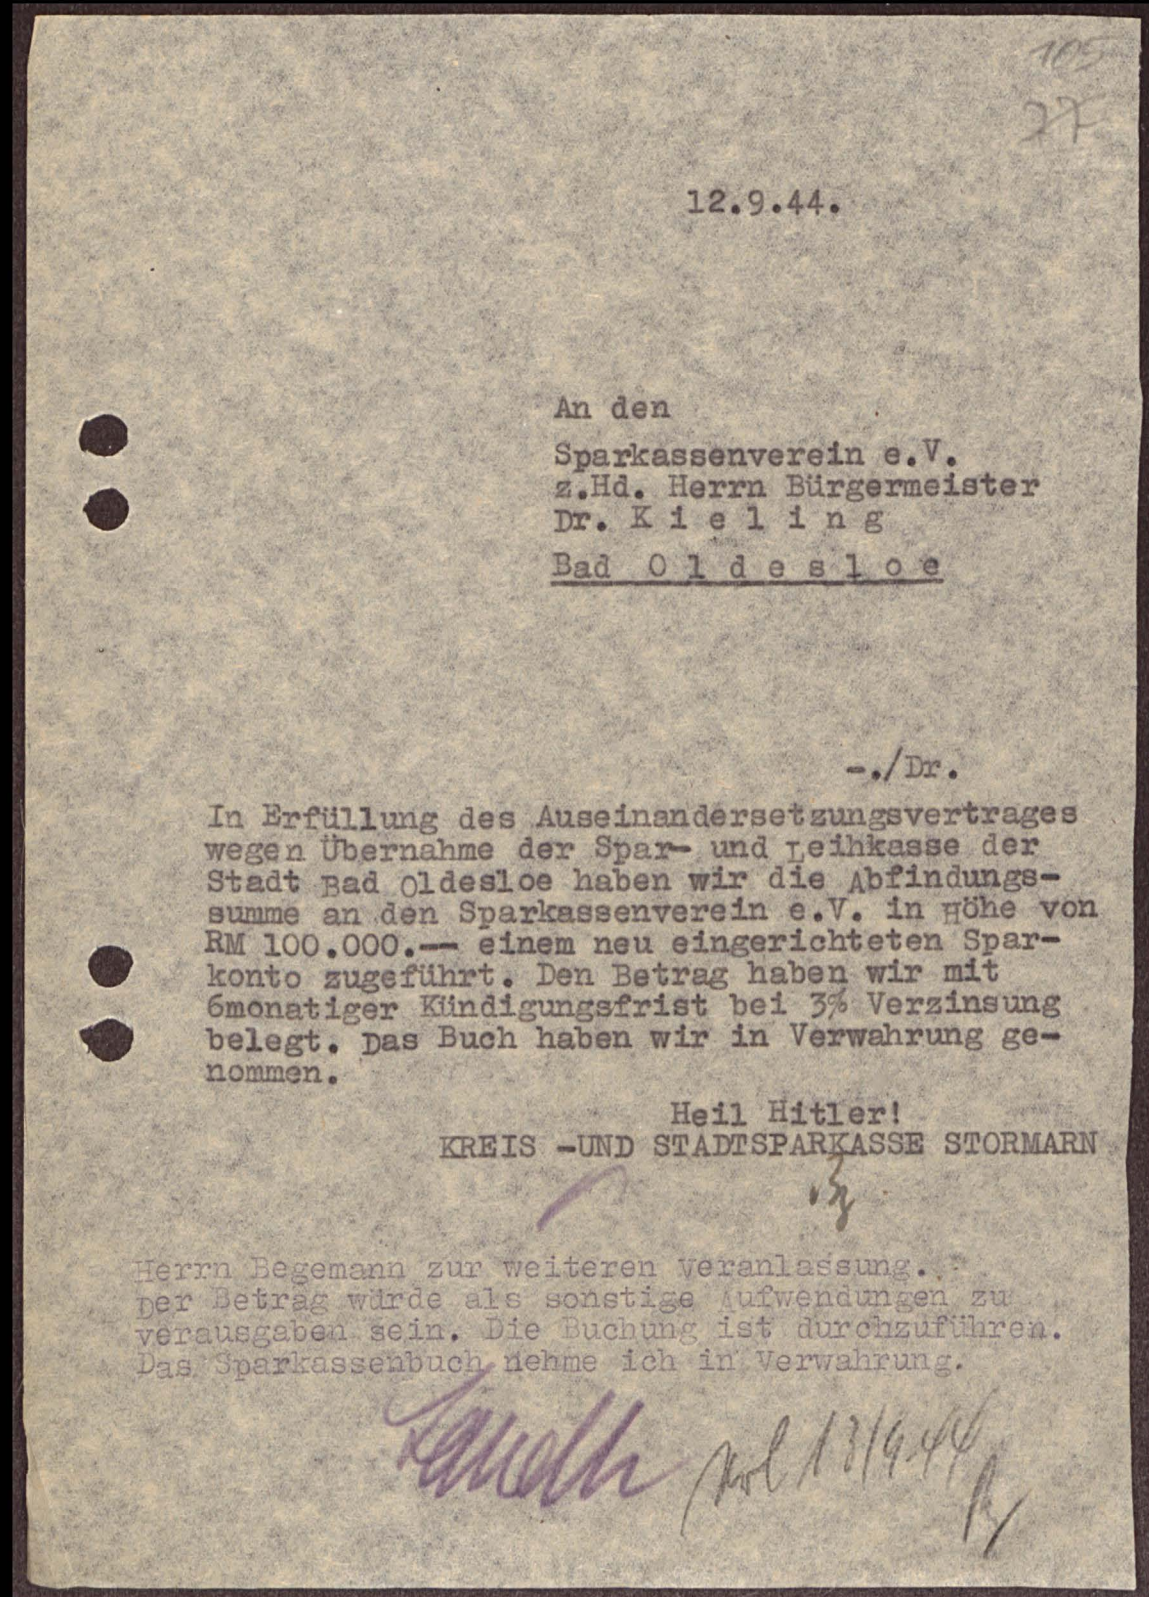 105
27
12.9.44.
An den
Sparkassenverein e.V.
z.Hd. Herrn Bürgermeister
Dr. K i e l i n g
Bad O l d e s l o e
-./Dr.
In Erfüllung des Auseinandersetzungsvertrages
wegen Übernahme der Spar- und Leihkasse der
Stadt Bad Oldesloe haben wir die Abfindungs-
summe an den Sparkassenverein e.V. in Höhe von
RM 100.000.-- einem neu eingerichteten Spar-
konto zugeführt. Den Betrag haben wir mit
6monatiger Kündigungsfrist bei 3% Verzinsung
belegt. Das Buch haben wir in Verwahrung ge-
nommen.
Heil Hitler!
KREIS -UND STADTSPARKASSE STORMARN
Herrn Begemann zur weiteren Veranlassung.
Der Betrag würde als sonstige Aufwendungen zu
verausgaben sein. Die Buchung ist durchzuführen.
Das Sparkassenbuch nehme ich in Verwahrung.
13/9 44